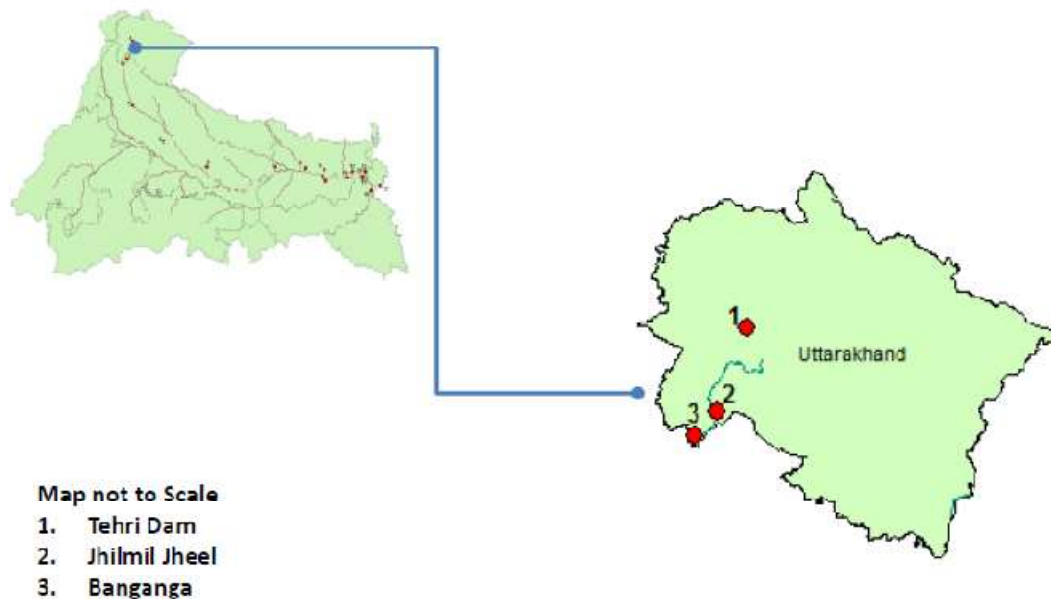 1
Uttarakhand
2
3
Map not to Scale
1. Tehri Dam
2. Jhilmil Jheel
3. Banganga